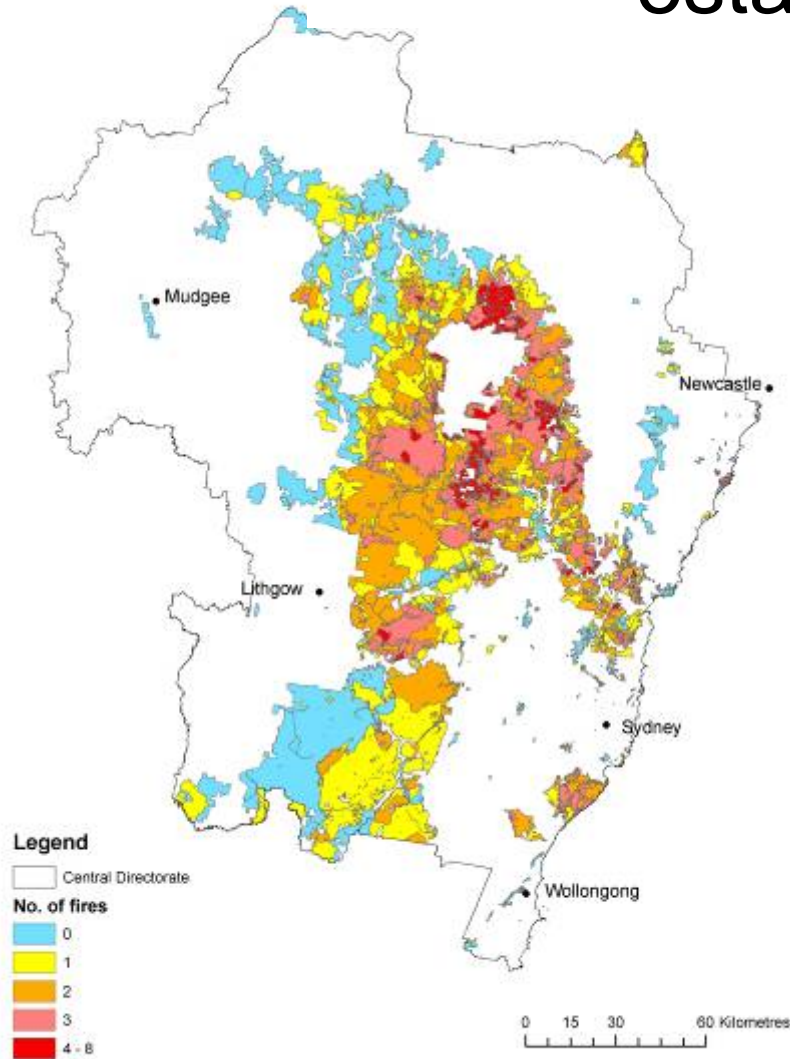 Mudgee
Newcastle
Lithgow
Sydney
Wollongong
Legend
Central Directorate
No. of fires
0
1
2
3
4 - 8
0 15 30 60 Kilometres